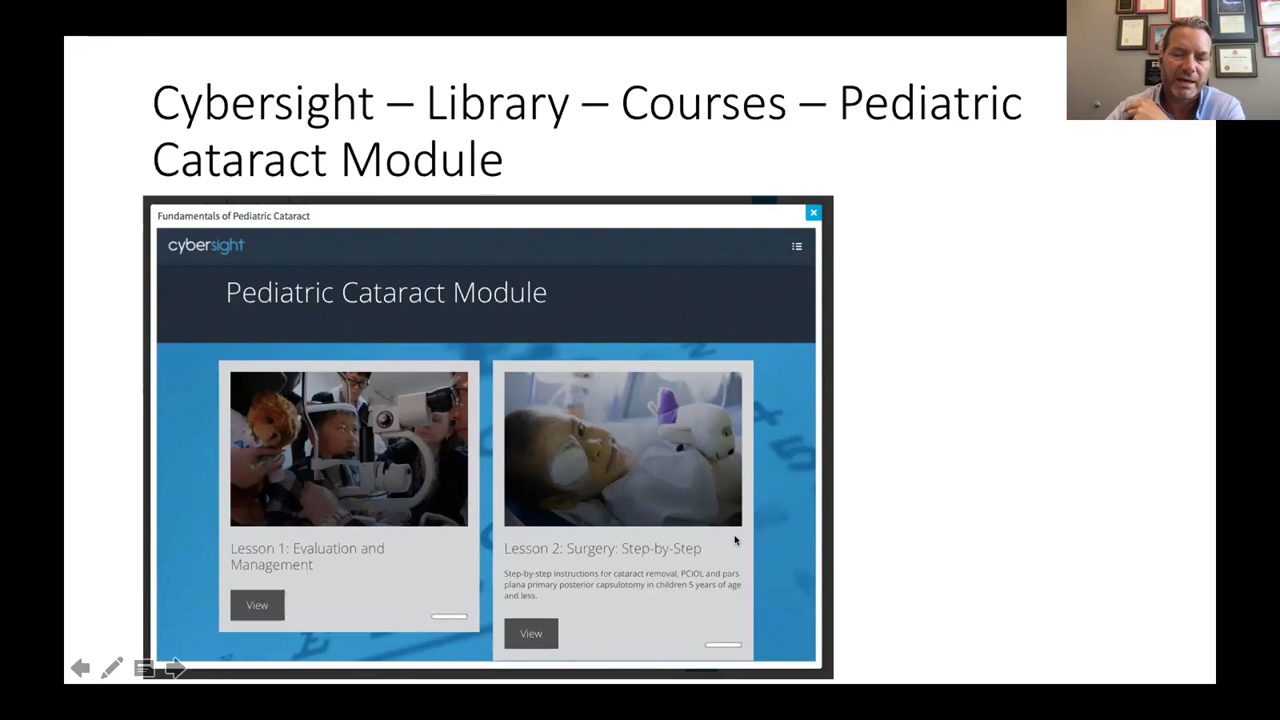 Cybersight – Library – Courses – Pediatric
Cataract Module
Fundamentals of Pediatric Cataract
cybersight
Pediatric Cataract Module
Lesson 1: Evaluation and
Management
View
Lesson 2: Surgery: Step-by-Step
Step-by-step instructions for cataract removal, PCIOL and pars
plana primary posterior capsulotomy in children 5 years of age
and less.
View